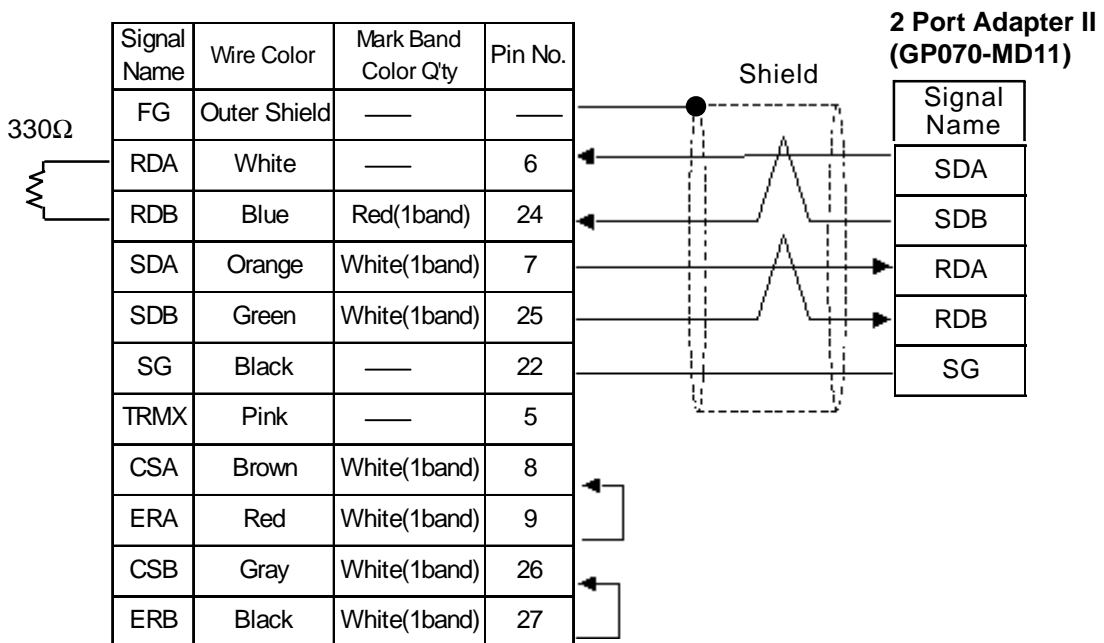 2 Port Adapter II
(GP070-MD11)
Signal Name Wire Color Mark Band Color Q'ty Pin No.
Shield
Signal Name
330Ω
FG Outer Shield —— ——
RDA White —— 6
SDA
RDB Blue Red(1band) 24
SDB
SDA Orange White(1band) 7
RDA
SDB Green White(1band) 25
RDB
SG Black —— 22
SG
TRMX Pink —— 5
CSA Brown White(1band) 8
ERA Red White(1band) 9
CSB Gray White(1band) 26
ERB Black White(1band) 27